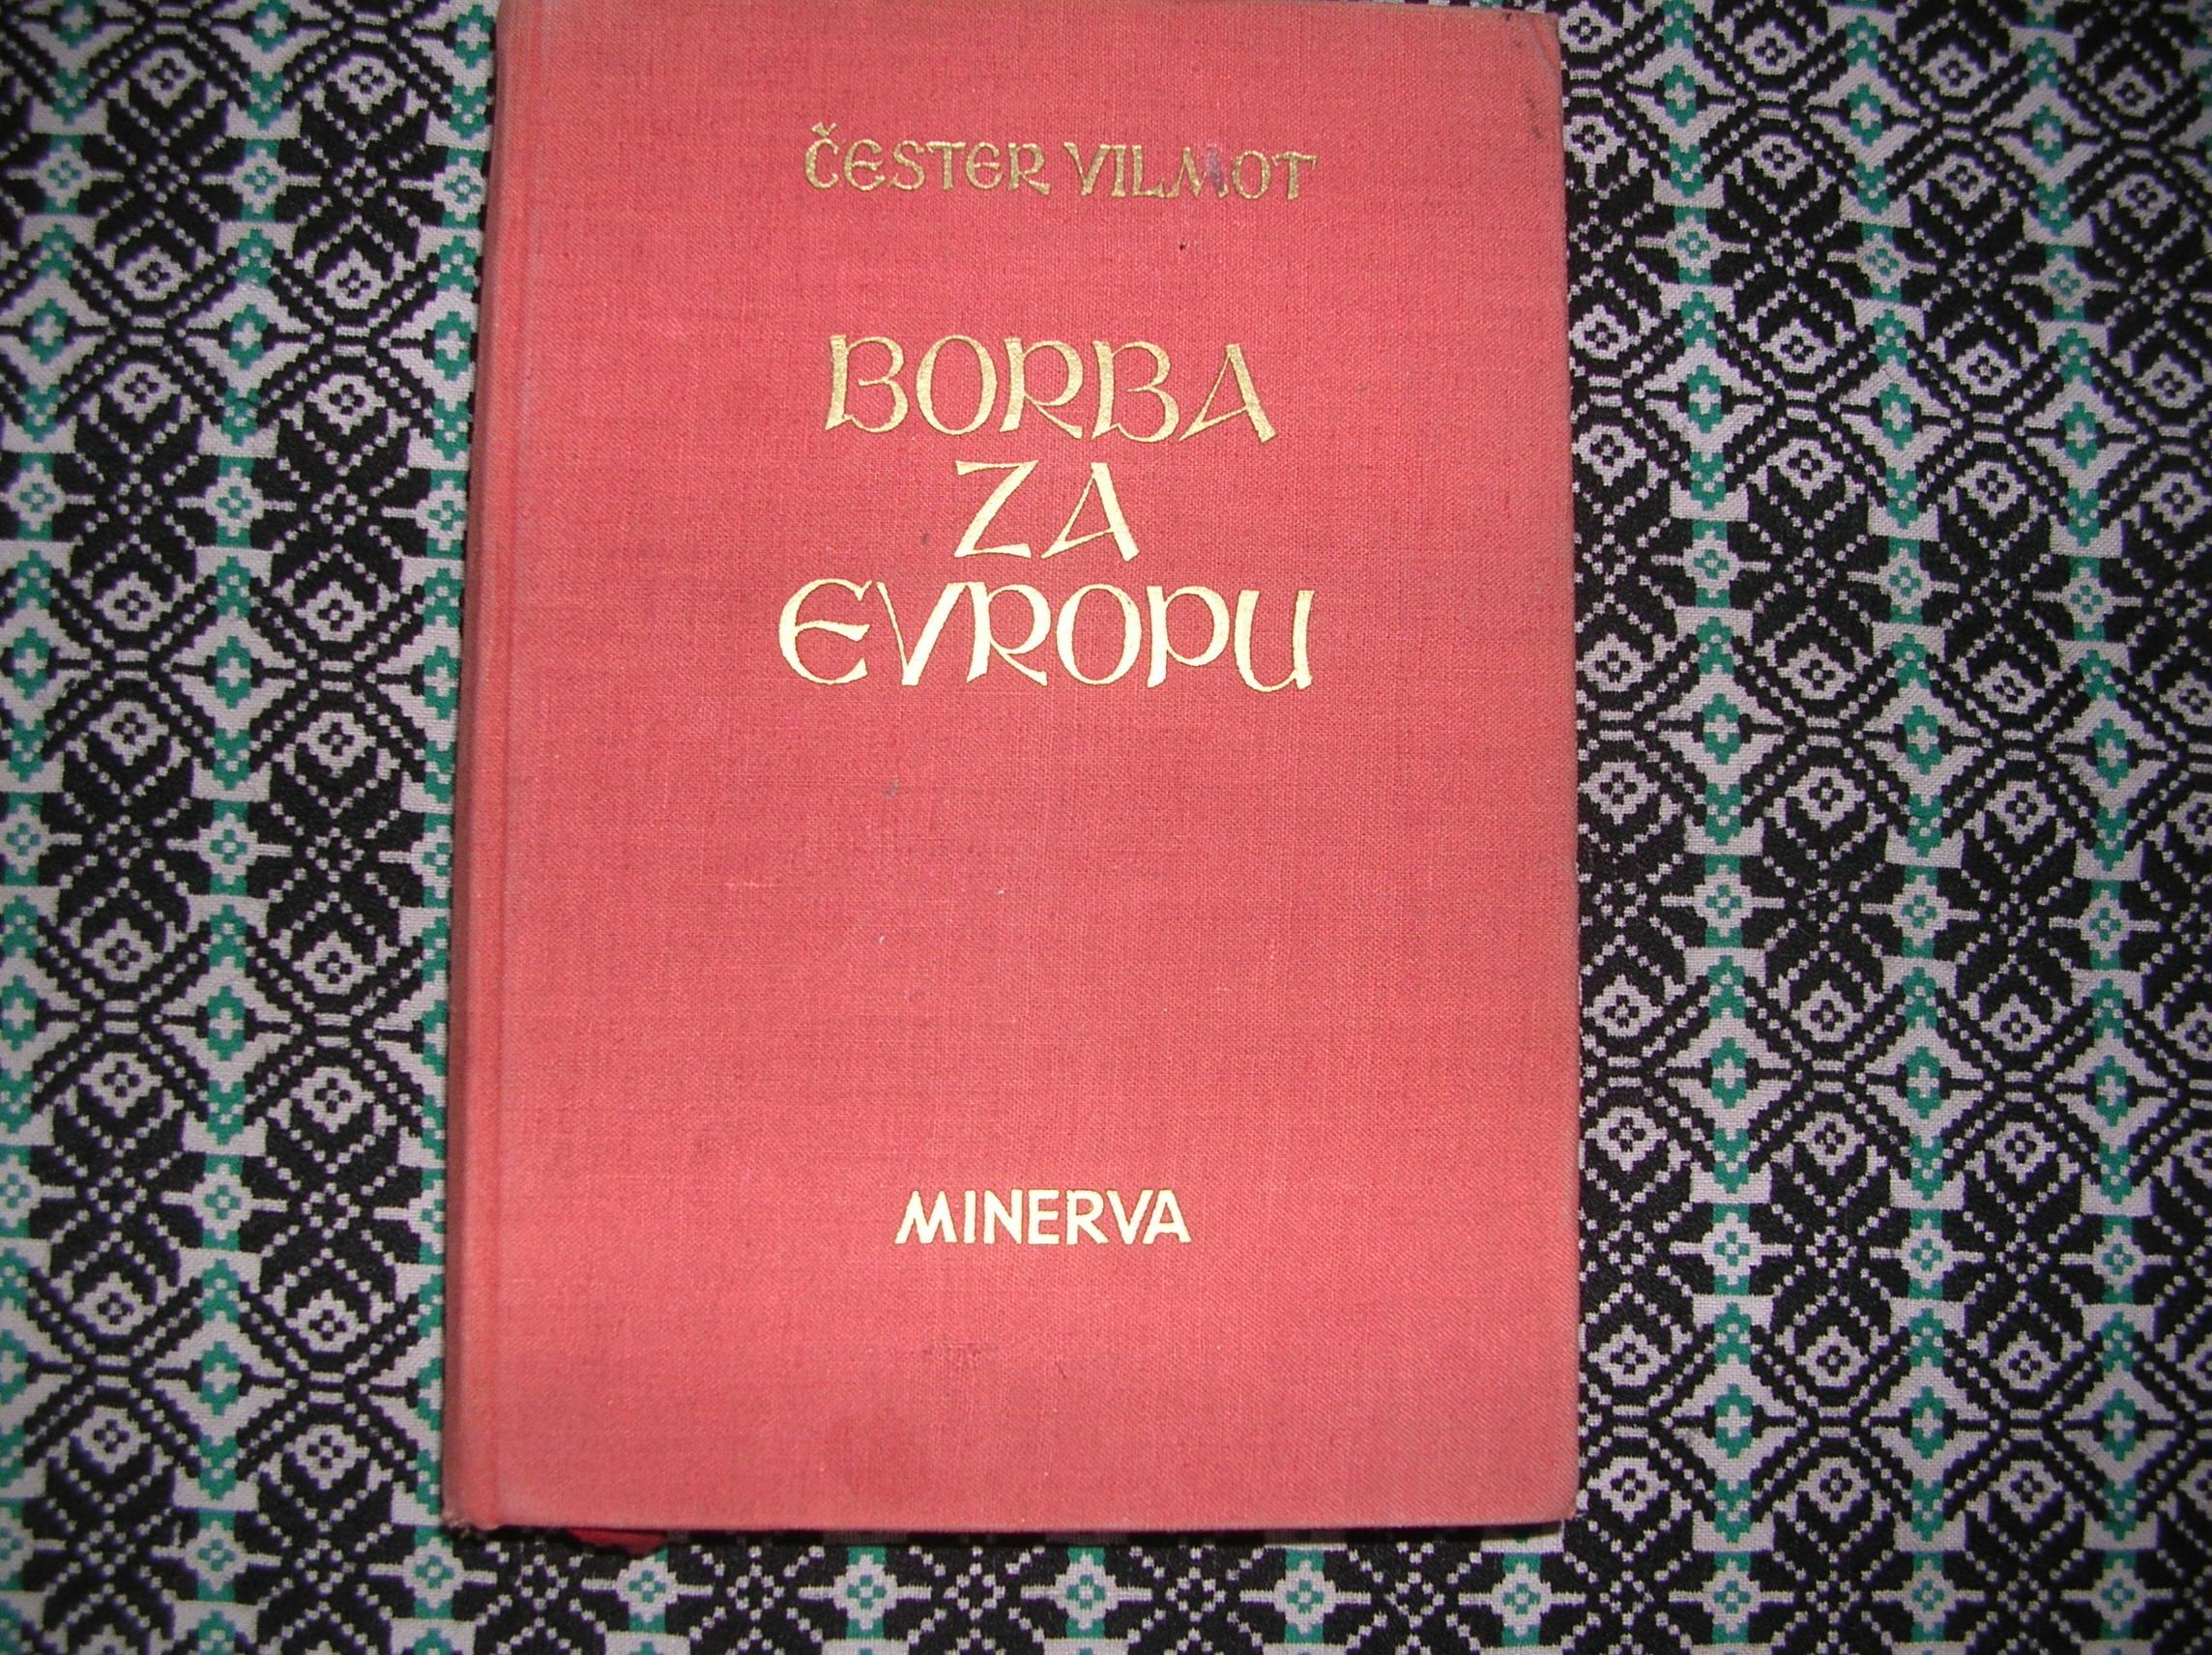 ČESTER VILMOT
BORBA
ZA
EVROPU
MINERVA